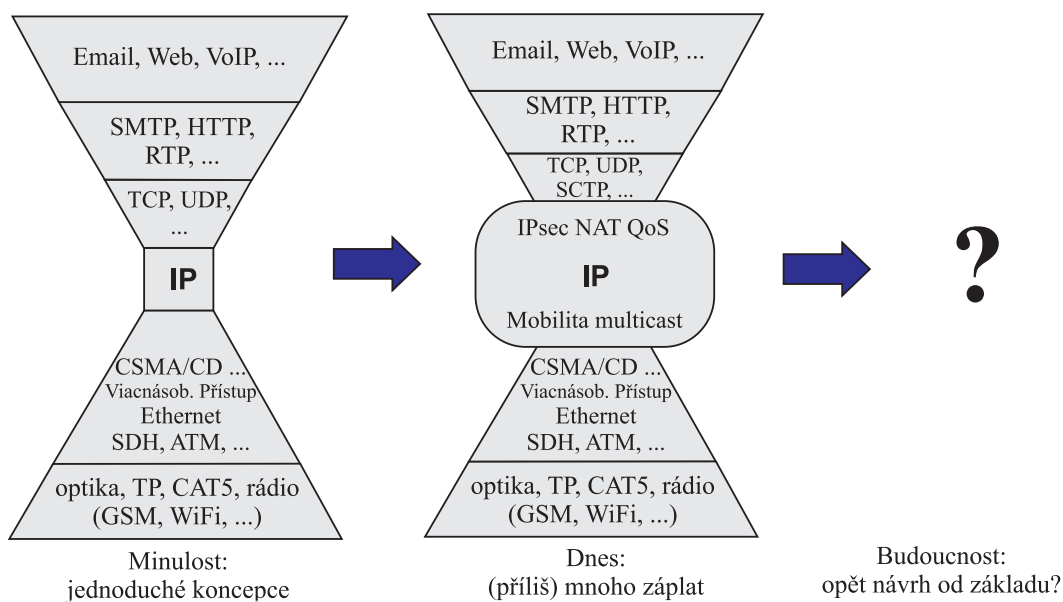 Email, Web, VoIP, ...
SMTP, HTTP,
RTP, ...
TCP, UDP,
...
IP
CSMA/CD ...
Viacnásob. Přístup
Ethernet
SDH, ATM, ...
optika, TP, CAT5, rádio
(GSM, WiFi, ...)
Minulost:
jednoduché koncepce
Email, Web, VoIP, ...
SMTP, HTTP,
RTP, ...
TCP, UDP,
SCTP, ...
IPsec NAT QoS
IP
Mobilita multicast
CSMA/CD ...
Viacnásob. Přístup
Ethernet
SDH, ATM, ...
optika, TP, CAT5, rádio
(GSM, WiFi, ...)
Dnes:
(příliš) mnoho záplat
?
Budoucnost:
opět návrh od základu?